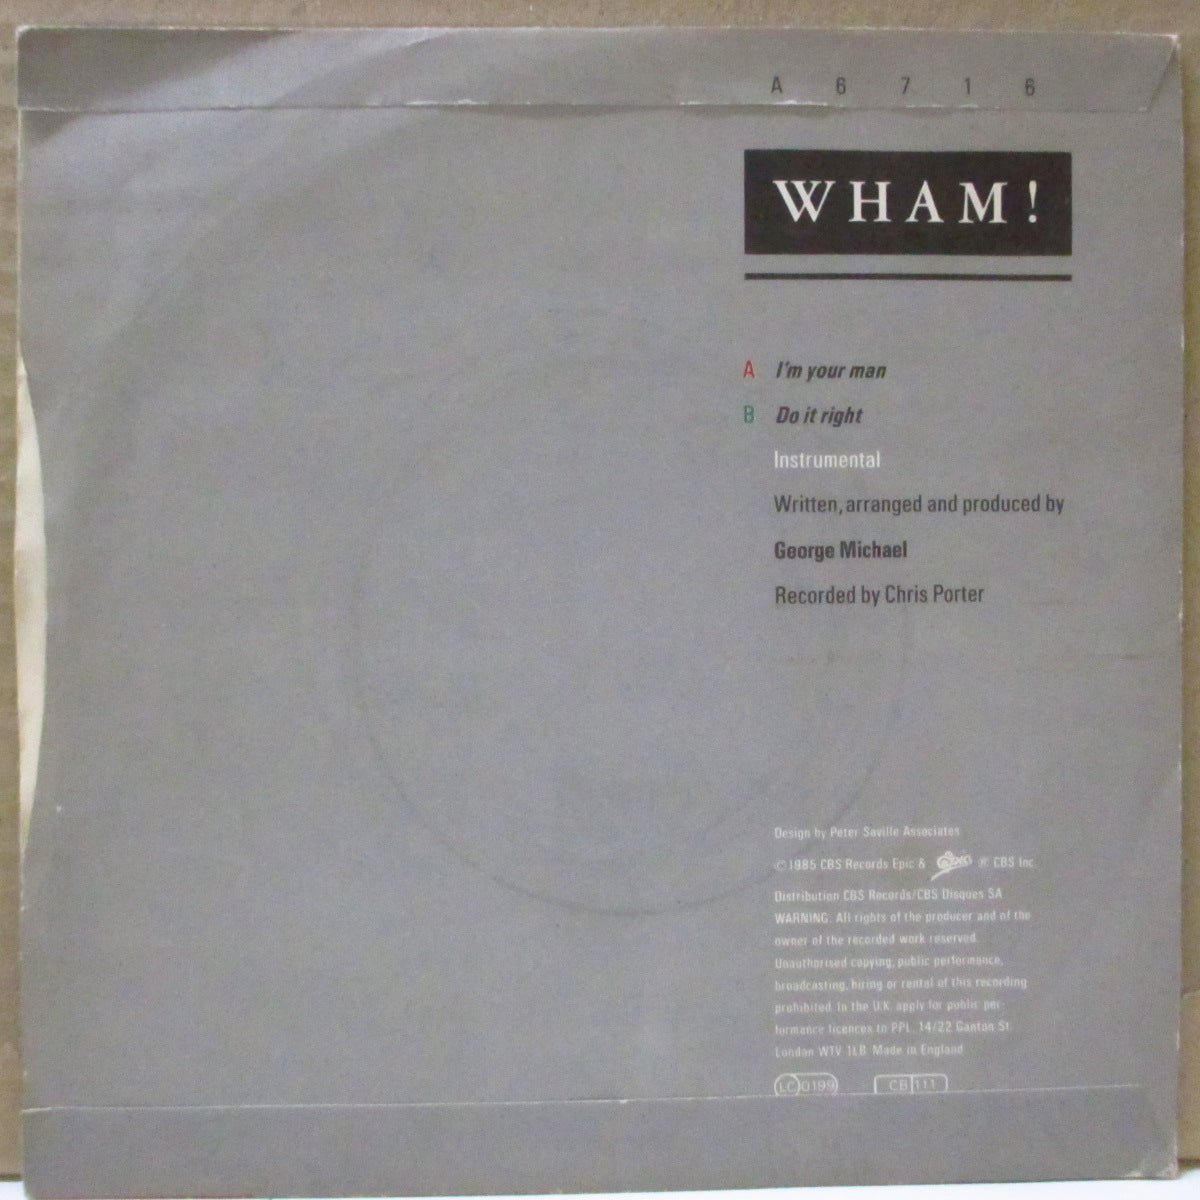 A 6 7 1 6
WHAM!
A I'm your man
B Do it right
Instrumental
Written, arranged and produced by
George Michael
Recorded by Chris Porter
Design by Peter Saville Associates
© 1985 CBS Records Epic & Epic ® CBS Inc
Distribution CBS Records/CBS Disques SA
WARNING. All rights of the producer and of the
owner of the recorded work reserved.
Unauthorised copying, public performance,
broadcasting, hiring or rental of this recording
prohibited. In the U.K. apply for public per-
formance licences to PPL, 14/22 Ganton St.
London WTV 1LB. Made in England
LC 0199 CB 111